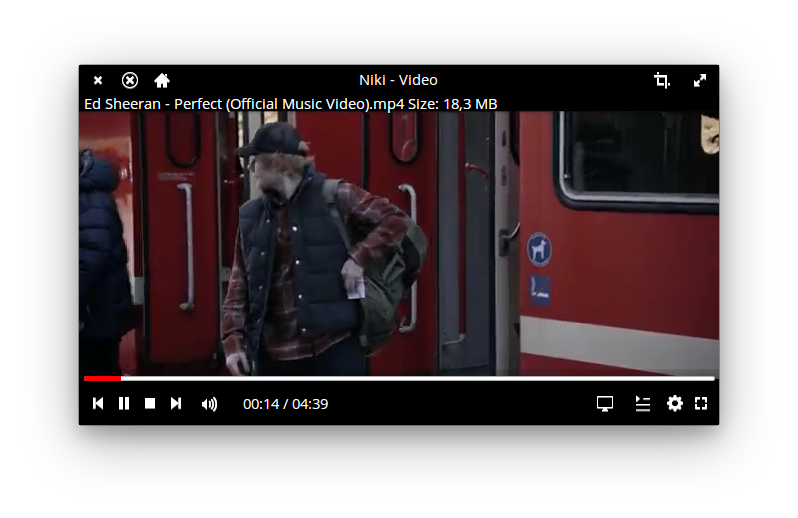 Niki - Video
Ed Sheeran - Perfect (Official Music Video).mp4 Size: 18,3 MB
00:14 / 04:39